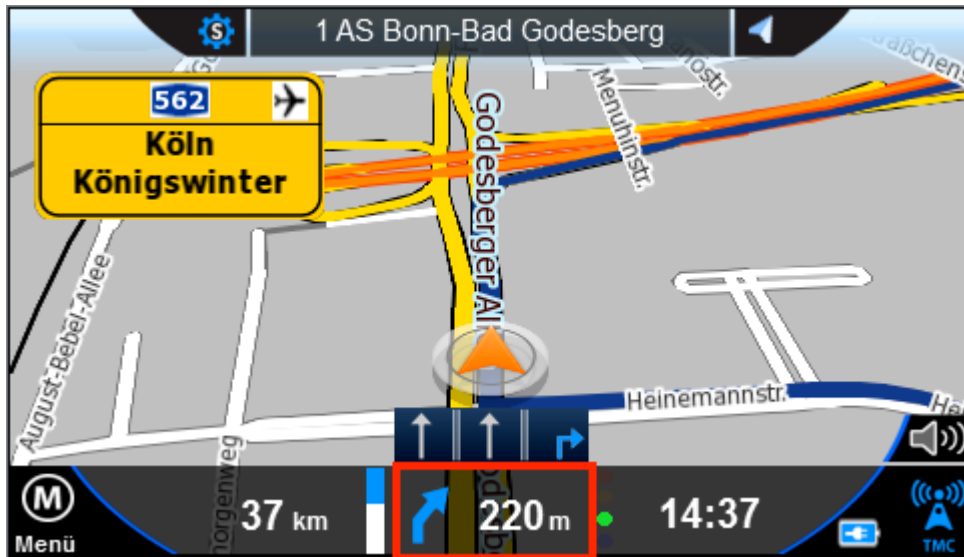 S
1 AS Bonn-Bad Godesberg
562
Köln
Königswinter
Menuhinstr.
Godesberger Al
August-Bebel-Allee
Heinemannstr.
He
M
Menü
37 km
220 m
14:37
TMC